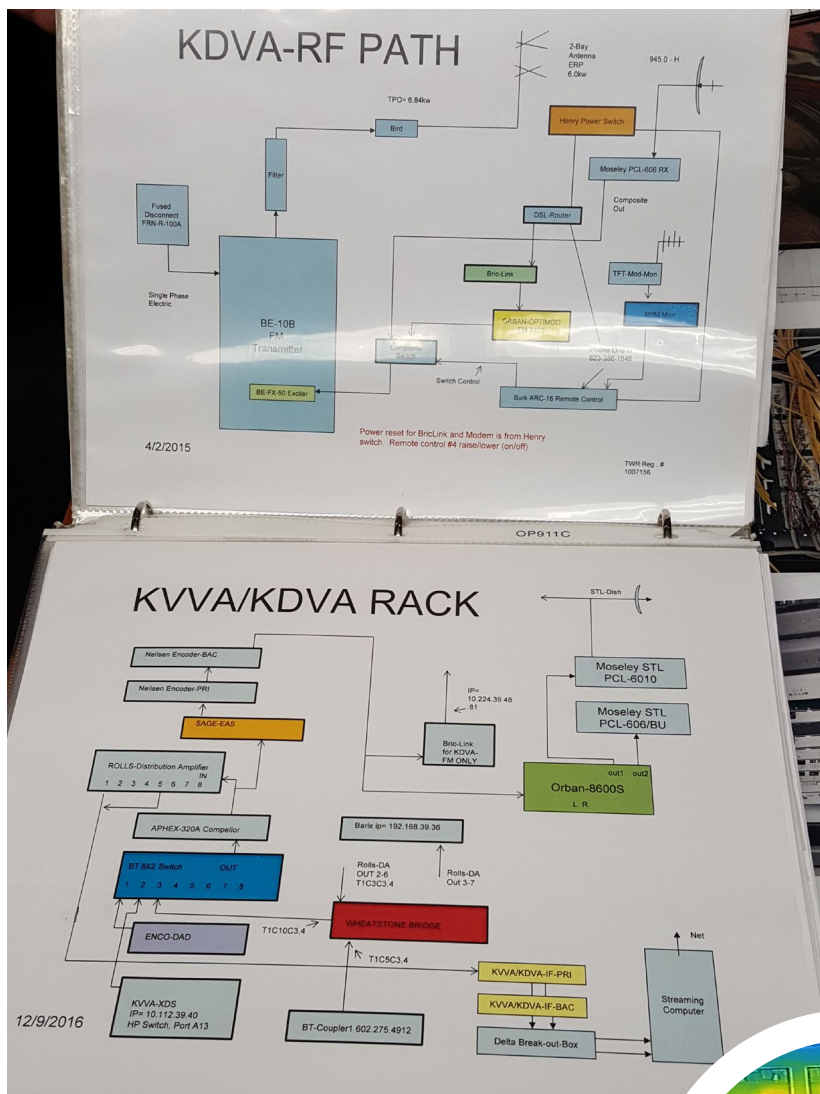 KDVA-RF PATH
2-Bay
Antenna
ERP
6.0kw
945.0 - H
TPO= 6.84kw
Bird
Henry Power Switch
Filter
Moseley PCL-606 RX
Fused
Disconnect
FRN-R-100A
Composite
Out
DSL-Router
Bric-Link
TFT-Mod-Mon
Single Phase
Electric
BE-10B
FM
Transmitter
ORBAN-OPTIMOD
PPM Mon
Composite
Switch
Phone Line
Switch Control
BE-FX-50 Exciter
Burk ARC-16 Remote Control
Power reset for BricLink and Modem is from Henry
switch. Remote control #4 raise/lower (on/off)
4/2/2015
TWR Reg. #
1007156
OP911C
KVVA/KDVA RACK
STL-Dish
Neilsen Encoder-BAC
Neilsen Encoder-PRI
Moseley STL
PCL-6010
IP=
10.224.39.48
:81
SAGE-EAS
Moseley STL
PCL-606/BU
Bric-Link
for KDVA-
FM ONLY
ROLLS-Distribution Amplifier
IN
1 2 3 4 5 6 7 8
out1 out2
Orban-8600S
L R
APHEX-320A Compellor
Barix ip= 192.168.39.36
BT 8X2 Switch OUT
1 2 3 4 5 6 7 8
Rolls-DA
OUT 2-6
T1C3C3,4
Rolls-DA
Out 3-7
T1C10C3,4
WHEATSTONE BRIDGE
ENCO-DAD
T1C5C3,4
Net
KVVA/KDVA-IF-PRI
KVVA/KDVA-IF-BAC
Streaming
Computer
KVVA-XDS
IP= 10.112.39.40
HP Switch, Port A13
12/9/2016
BT-Coupler1 602.275.4912
Delta Break-out-Box